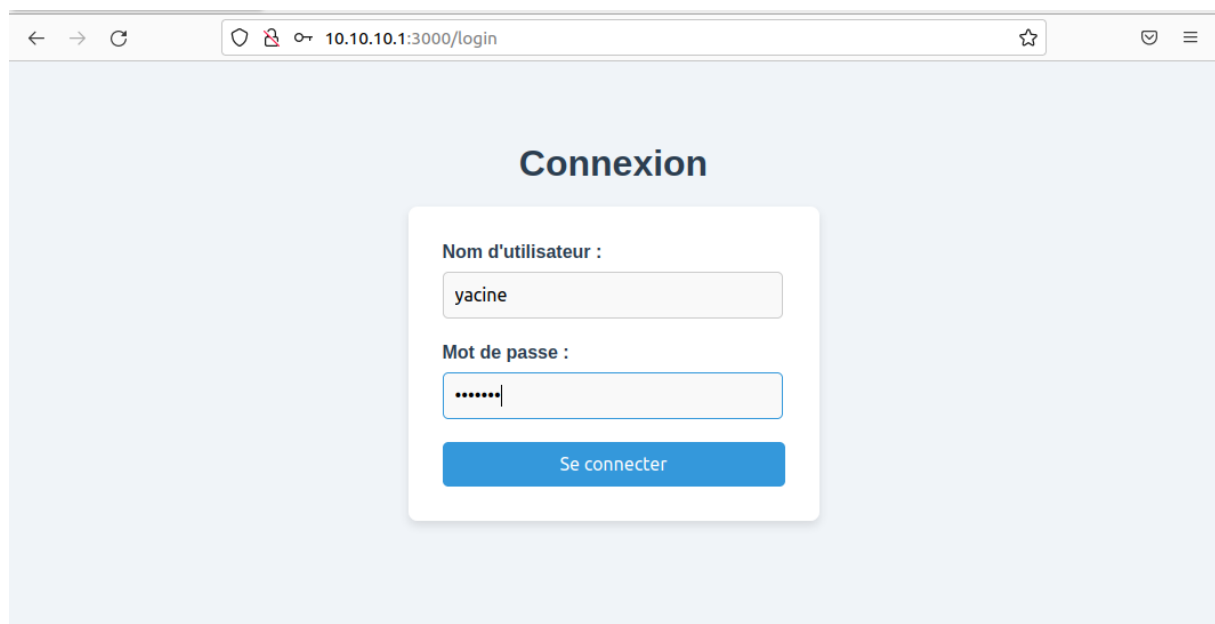 10.10.10.1:3000/login
Connexion
Nom d'utilisateur :
yacine
Mot de passe :
•••••••
Se connecter